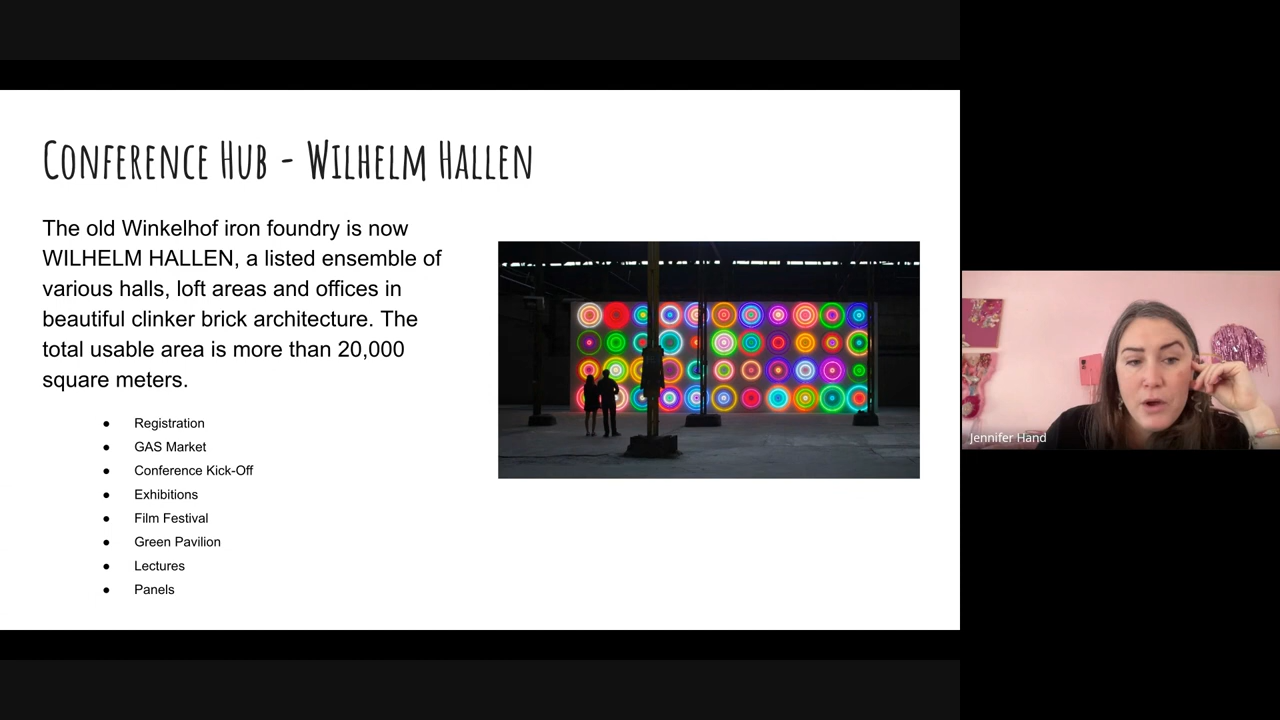 Conference Hub - Wilhelm Hallen
The old Winkelhof iron foundry is now
WILHELM HALLEN, a listed ensemble of
various halls, loft areas and offices in
beautiful clinker brick architecture. The
total usable area is more than 20,000
square meters.
● Registration
● GAS Market
● Conference Kick-Off
● Exhibitions
● Film Festival
● Green Pavilion
● Lectures
● Panels
Jennifer Hand